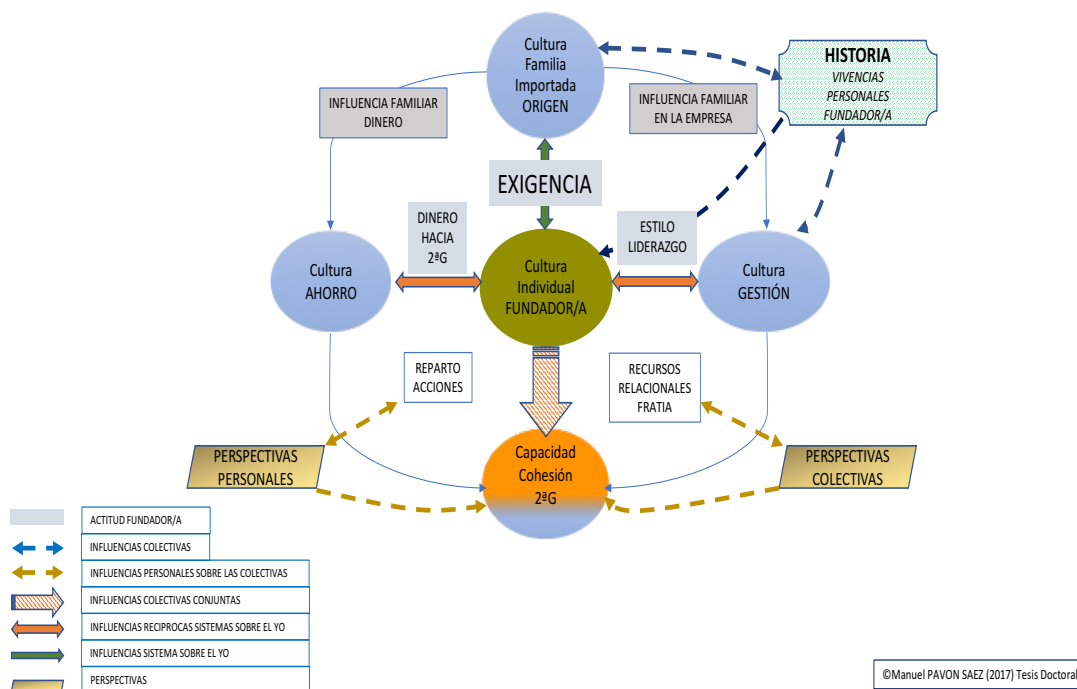 Cultura
Familia
Importada
ORIGEN
HISTORIA
VIVENCIAS
PERSONALES
FUNDADOR/A
INFLUENCIA FAMILIAR
DINERO
INFLUENCIA FAMILIAR
EN LA EMPRESA
EXIGENCIA
DINERO
HACIA
2ªG
ESTILO
LIDERAZGO
Cultura
AHORRO
Cultura
Individual
FUNDADOR/A
Cultura
GESTIÓN
REPARTO
ACCIONES
RECURSOS
RELACIONALES
FRATIA
PERSPECTIVAS
PERSONALES
Capacidad
Cohesión
2ªG
PERSPECTIVAS
COLECTIVAS
ACTITUD FUNDADOR/A
INFLUENCIAS COLECTIVAS
INFLUENCIAS PERSONALES SOBRE LAS COLECTIVAS
INFLUENCIAS COLECTIVAS CONJUNTAS
INFLUENCIAS RECIPROCAS SISTEMAS SOBRE EL YO
INFLUENCIAS SISTEMA SOBRE EL YO
PERSPECTIVAS
©Manuel PAVON SAEZ (2017) Tesis Doctoral